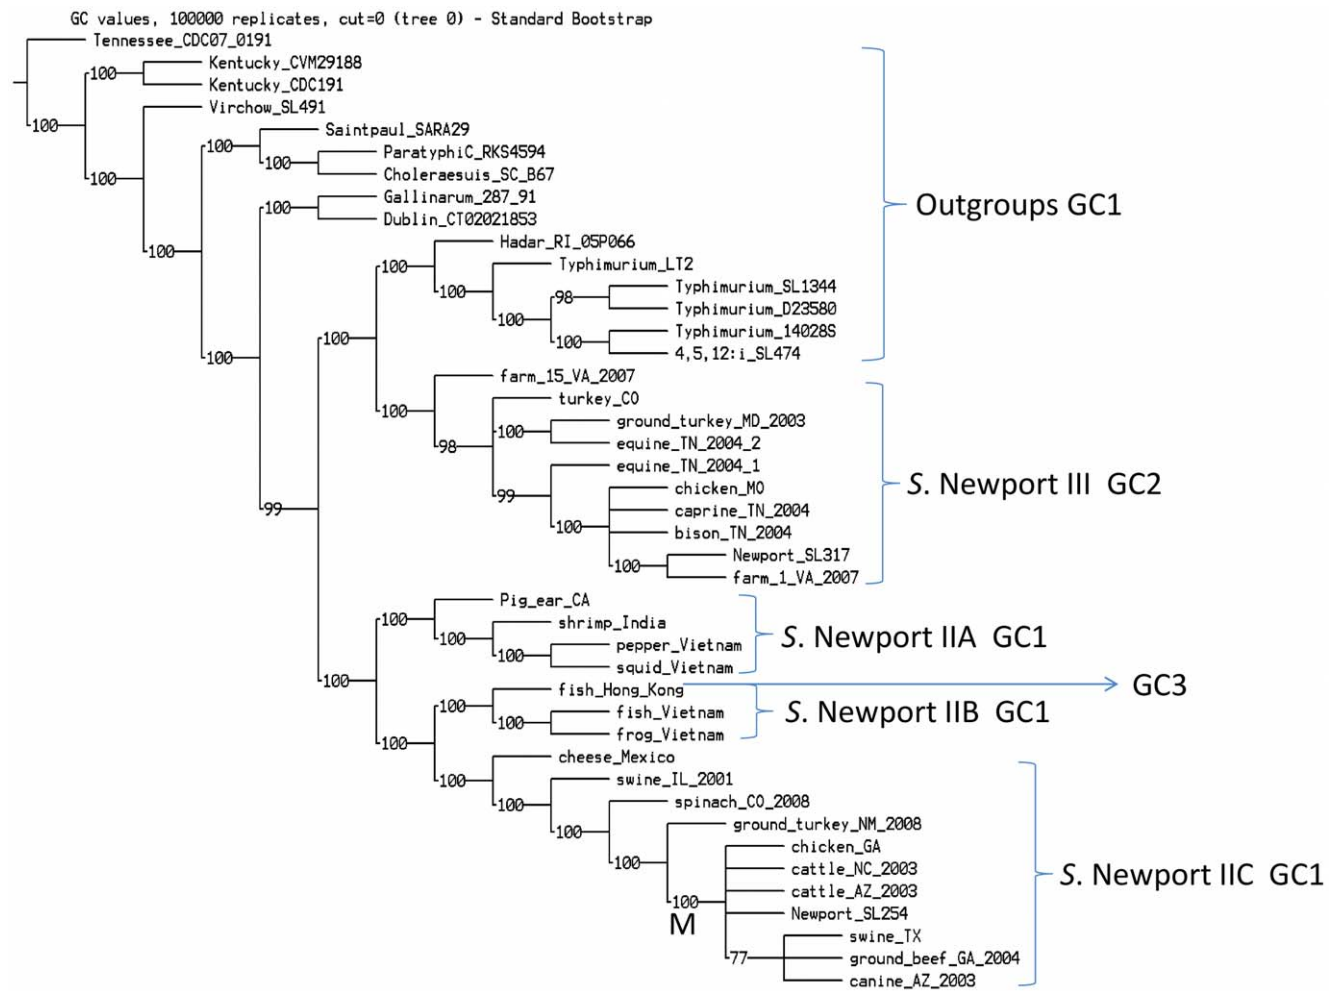 GC values, 100000 replicates, cut=0 (tree 0) - Standard Bootstrap
Tennessee_CDC07_0191
100 Kentucky_CVM29188
Kentucky_CDC191
Virchow_SL491
100
Saintpaul_SARA29
100
ParatyphiC_RKS4594
100
Choleraesuis_SC_B67
100
Gallinarum_287_91
100
Dublin_CT02021853
Outgroups GC1
Hadar_RI_05P066
100
100
Typhimurium_LT2
100
Typhimurium_SL1344
98
Typhimurium_D23580
100
Typhimurium_14028S
100
100
4,5,12:i_SL474
100
farm_15_VA_2007
turkey_CO
100
ground_turkey_MD_2003
100
equine_TN_2004_2
98
equine_TN_2004_1
chicken_MO
S. Newport III GC2
99
caprine_TN_2004
99
100
bison_TN_2004
Newport_SL317
100
farm_1_VA_2007
Pig_ear_CA
100
shrimp_India
100
pepper_Vietnam
S. Newport IIA GC1
100
squid_Vietnam
100
fish_Hong_Kong
GC3
100
fish_Vietnam
S. Newport IIB GC1
100
frog_Vietnam
100
cheese_Mexico
100
swine_IL_2001
100
spinach_CO_2008
ground_turkey_NM_2008
100
chicken_GA
100
cattle_NC_2003
S. Newport IIC GC1
cattle_AZ_2003
100
Newport_SL254
M
swine_TX
77
ground_beef_GA_2004
canine_AZ_2003